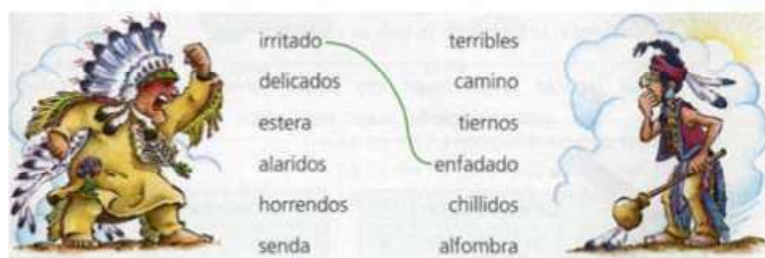 irritado terribles
delicados camino
estera tiernos
alaridos enfadado
horrendos chillidos
senda alfombra